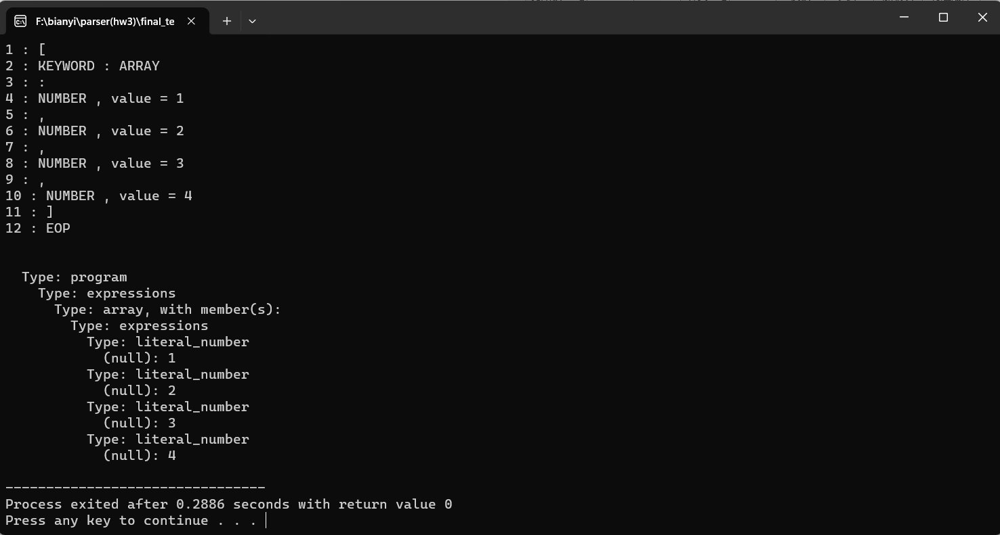 F:\bianyi\parser(hw3)\final_te
1 : [
2 : KEYWORD : ARRAY
3 : :
4 : NUMBER , value = 1
5 : ,
6 : NUMBER , value = 2
7 : ,
8 : NUMBER , value = 3
9 : ,
10 : NUMBER , value = 4
11 : ]
12 : EOP
Type: program
Type: expressions
Type: array, with member(s):
Type: expressions
Type: literal_number
(null): 1
Type: literal_number
(null): 2
Type: literal_number
(null): 3
Type: literal_number
(null): 4
--------------------------------
Process exited after 0.2886 seconds with return value 0
Press any key to continue . . .